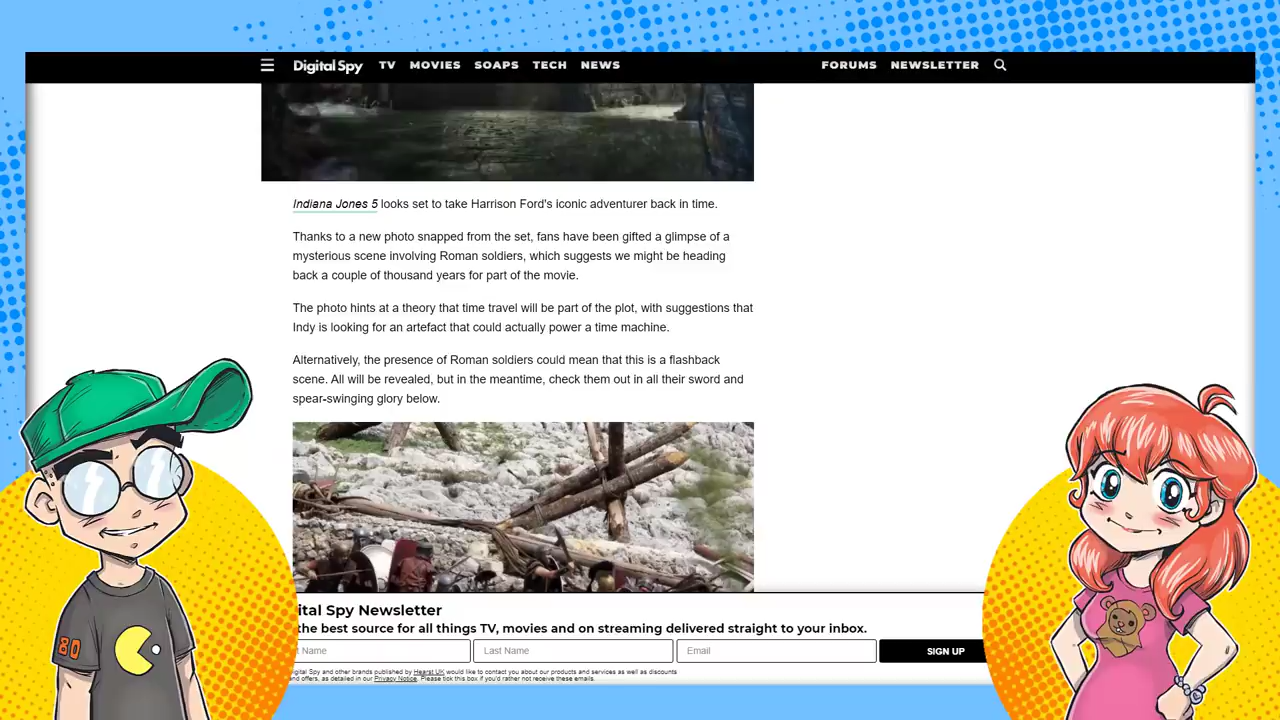 Digital Spy TV MOVIES SOAPS TECH NEWS FORUMS NEWSLETTER
Indiana Jones 5 looks set to take Harrison Ford's iconic adventurer back in time.
Thanks to a new photo snapped from the set, fans have been gifted a glimpse of a
mysterious scene involving Roman soldiers, which suggests we might be heading
back a couple of thousand years for part of the movie.
The photo hints at a theory that time travel will be part of the plot, with suggestions that
Indy is looking for an artefact that could actually power a time machine.
Alternatively, the presence of Roman soldiers could mean that this is a flashback
scene. All will be revealed, but in the meantime, check them out in all their sword and
spear-swinging glory below.
ital Spy Newsletter
the best source for all things TV, movies and on streaming delivered straight to your inbox.
Name Last Name Email SIGN UP
igital Spy and other brands published by Hearst UK would like to contact you about our products and services as well as discounts
nd offers, as detailed in our Privacy Notice. Please tick this box if you'd rather not receive these emails.
80